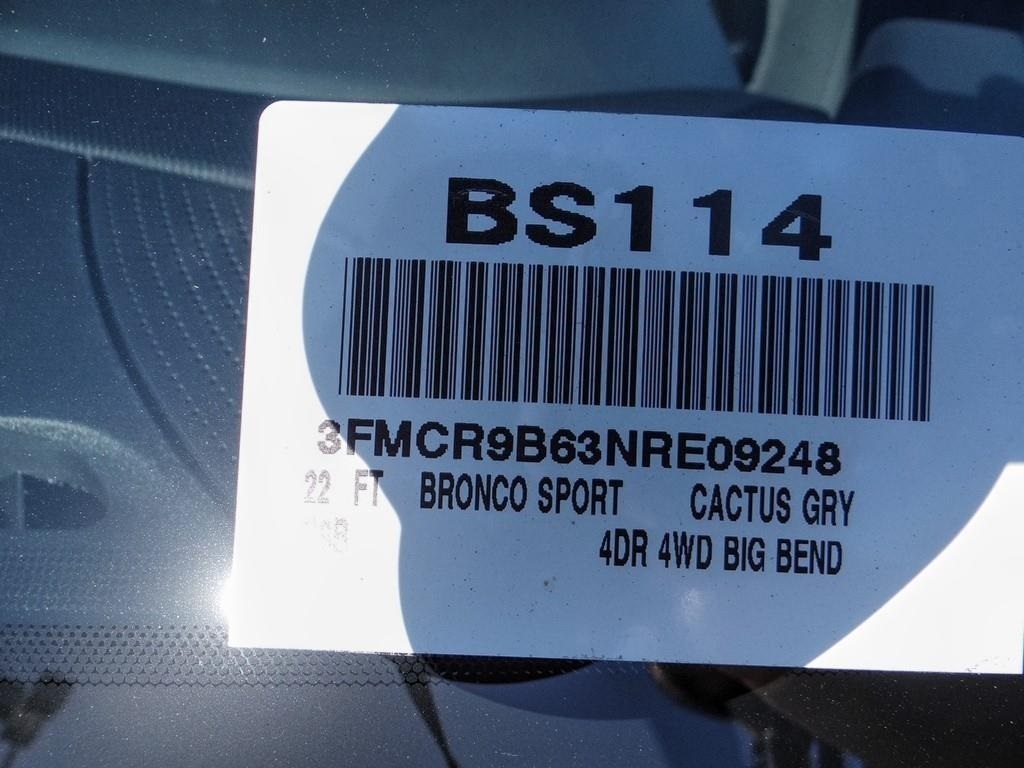 BS114
3FMCR9B63NRE09248
22 FT BRONCO SPORT CACTUS GRY
4DR 4WD BIG BEND